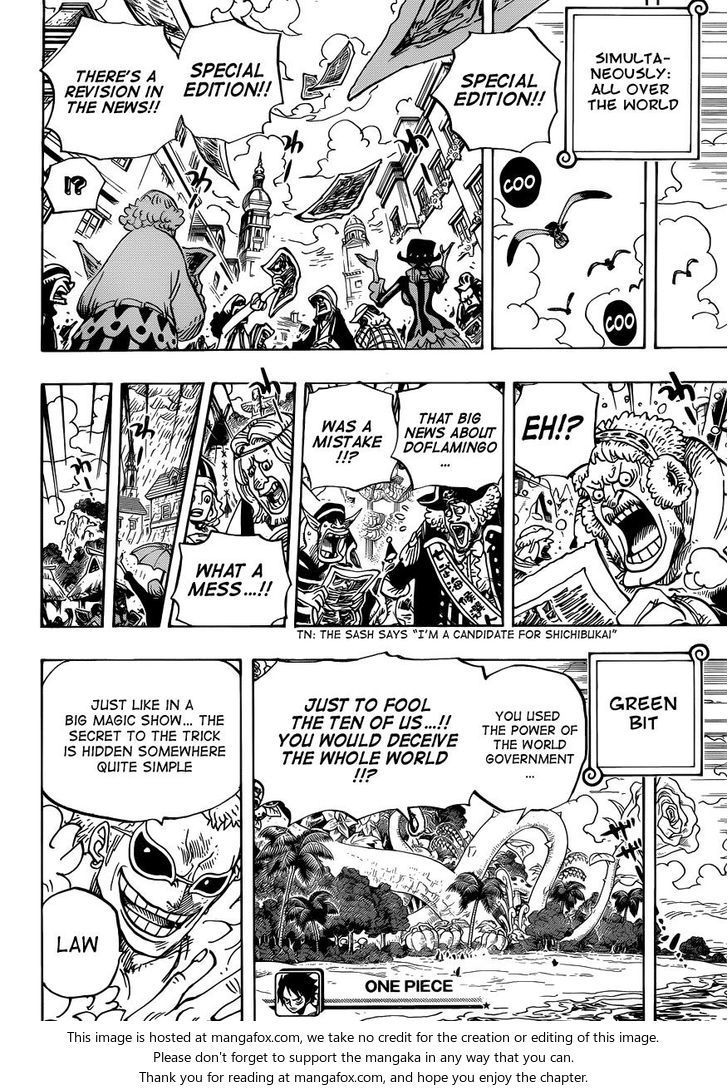 SIMULTA-
NEOUSLY:
ALL OVER
THE WORLD
COO
COO
SPECIAL
EDITION!!
SPECIAL
EDITION!!
THERE'S A
REVISION IN
THE NEWS!!
!?
EH!?
THAT BIG
NEWS ABOUT
DOFLAMINGO
...
WAS A
MISTAKE
!!?
WHAT A
MESS...!!
TN: THE SASH SAYS "I'M A CANDIDATE FOR SHICHIBUKAI"
GREEN
BIT
YOU USED
THE POWER OF
THE WORLD
GOVERNMENT
...
JUST TO FOOL
THE TEN OF US...!!
YOU WOULD DECEIVE
THE WHOLE WORLD
!!?
JUST LIKE IN A
BIG MAGIC SHOW... THE
SECRET TO THE TRICK
IS HIDDEN SOMEWHERE
QUITE SIMPLE
LAW
ONE PIECE
This image is hosted at mangafox.com, we take no credit for the creation or editing of this image.
Please don't forget to support the mangaka in any way that you can.
Thank you for reading at mangafox.com, and hope you enjoy the chapter.